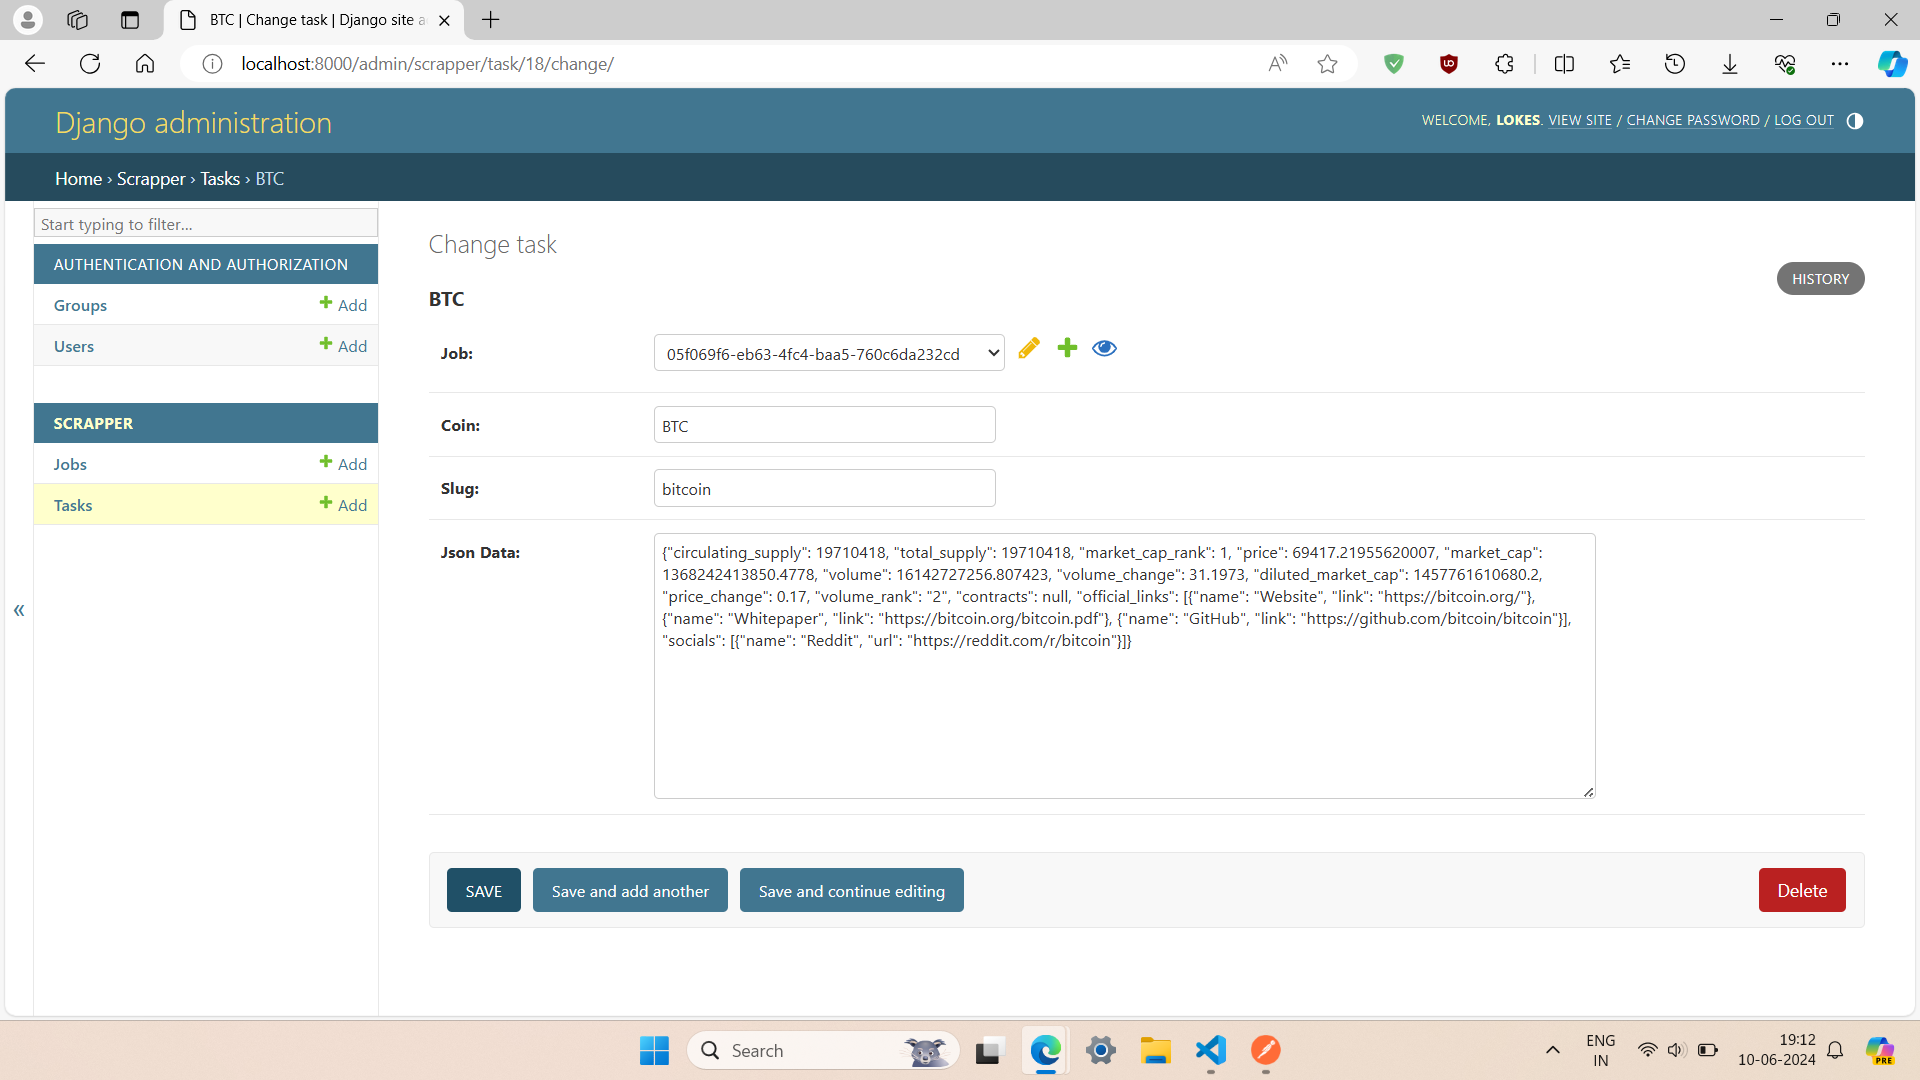 BTC | Change task | Django site a
localhost:8000/admin/scrapper/task/18/change/
Django administration
WELCOME, LOKES. VIEW SITE / CHANGE PASSWORD / LOG OUT
Home › Scrapper › Tasks › BTC
Start typing to filter...
AUTHENTICATION AND AUTHORIZATION
Groups Add
Users Add
SCRAPPER
Jobs Add
Tasks Add
«
Change task
HISTORY
BTC
Job: 05f069f6-eb63-4fc4-baa5-760c6da232cd
Coin: BTC
Slug: bitcoin
Json Data:
{"circulating_supply": 19710418, "total_supply": 19710418, "market_cap_rank": 1, "price": 69417.21955620007, "market_cap":
1368242413850.4778, "volume": 16142727256.807423, "volume_change": 31.1973, "diluted_market_cap": 1457761610680.2,
"price_change": 0.17, "volume_rank": "2", "contracts": null, "official_links": [{"name": "Website", "link": "https://bitcoin.org/"},
{"name": "Whitepaper", "link": "https://bitcoin.org/bitcoin.pdf"}, {"name": "GitHub", "link": "https://github.com/bitcoin/bitcoin"}],
"socials": [{"name": "Reddit", "url": "https://reddit.com/r/bitcoin"}]}
SAVE Save and add another Save and continue editing Delete
Search
ENG
IN
19:12
10-06-2024
PRE